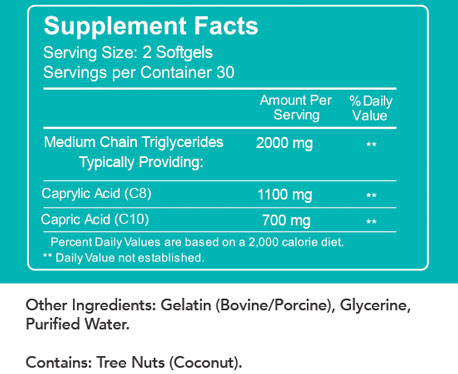 Supplement Facts
Serving Size: 2 Softgels
Servings per Container 30
Amount Per Serving % Daily Value
Medium Chain Triglycerides 2000 mg **
Typically Providing:
Caprylic Acid (C8) 1100 mg **
Capric Acid (C10) 700 mg **
Percent Daily Values are based on a 2,000 calorie diet.
** Daily Value not established.
Other Ingredients: Gelatin (Bovine/Porcine), Glycerine,
Purified Water.
Contains: Tree Nuts (Coconut).